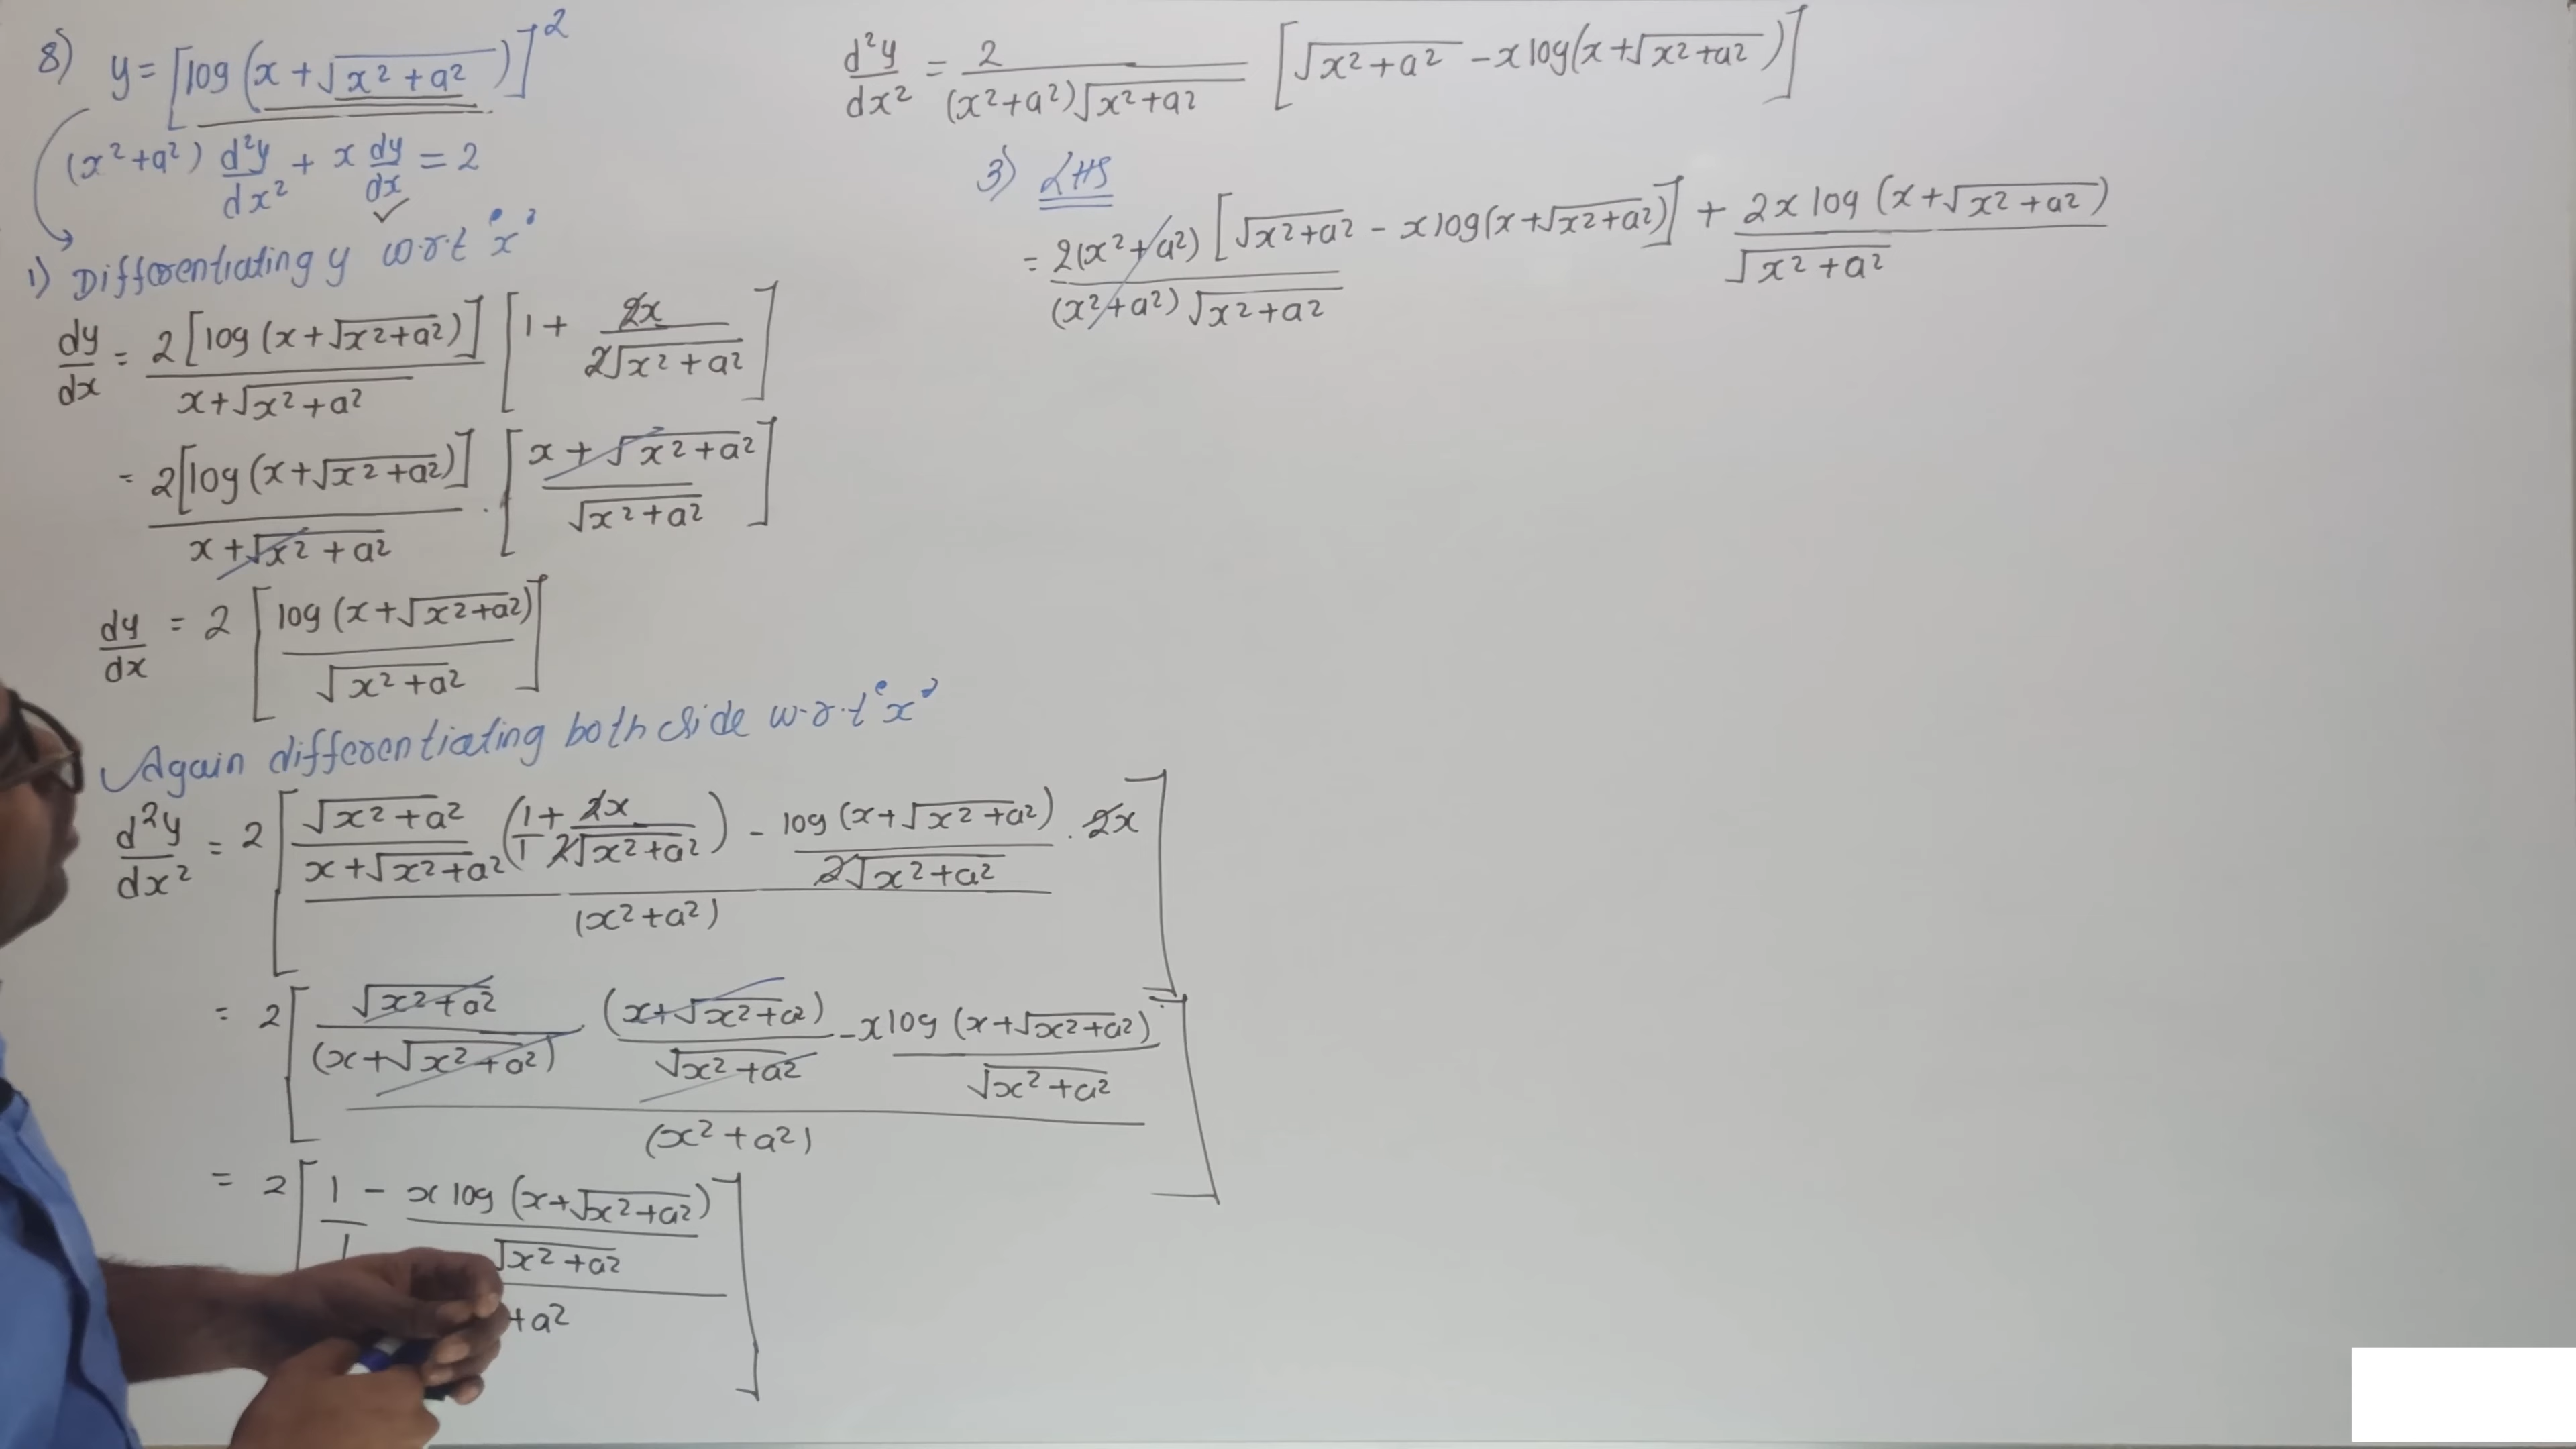 8) y = [log (x + √x² + a²)]²
(x² + a²) d²y/dx² + x dy/dx = 2
1) Differentiating y w.r.t 'x'
dy/dx = 2[log (x + √x² + a²)]/x + √x² + a² [1 + 2x/2√x² + a²]
= 2[log (x + √x² + a²)]/x + √x² + a² . [x + √x² + a²/√x² + a²]
dy/dx = 2 [log (x + √x² + a²)/√x² + a²]
Again differentiating both side w.r.t 'x'
d²y/dx² = 2 [√x² + a²/x + √x² + a² (1/1 + 2x/2√x² + a²) - log (x + √x² + a²)/2√x² + a² . 2x/(x² + a²)]
= 2 [√x² + a²/(x + √x² + a²) (x + √x² + a²)/√x² + a² - x log (x + √x² + a²)/√x² + a²/(x² + a²)]
= 2 [1/1 - x log (x + √x² + a²)/√x² + a²/ + a²]
d²y/dx² = 2/(x² + a²)√x² + a² [√x² + a² - x log(x + √x² + a²)]
3) LHS
= 2(x² + a²) [√x² + a² - x log(x + √x² + a²)]/(x² + a²) √x² + a² + 2x log (x + √x² + a²)/√x² + a²